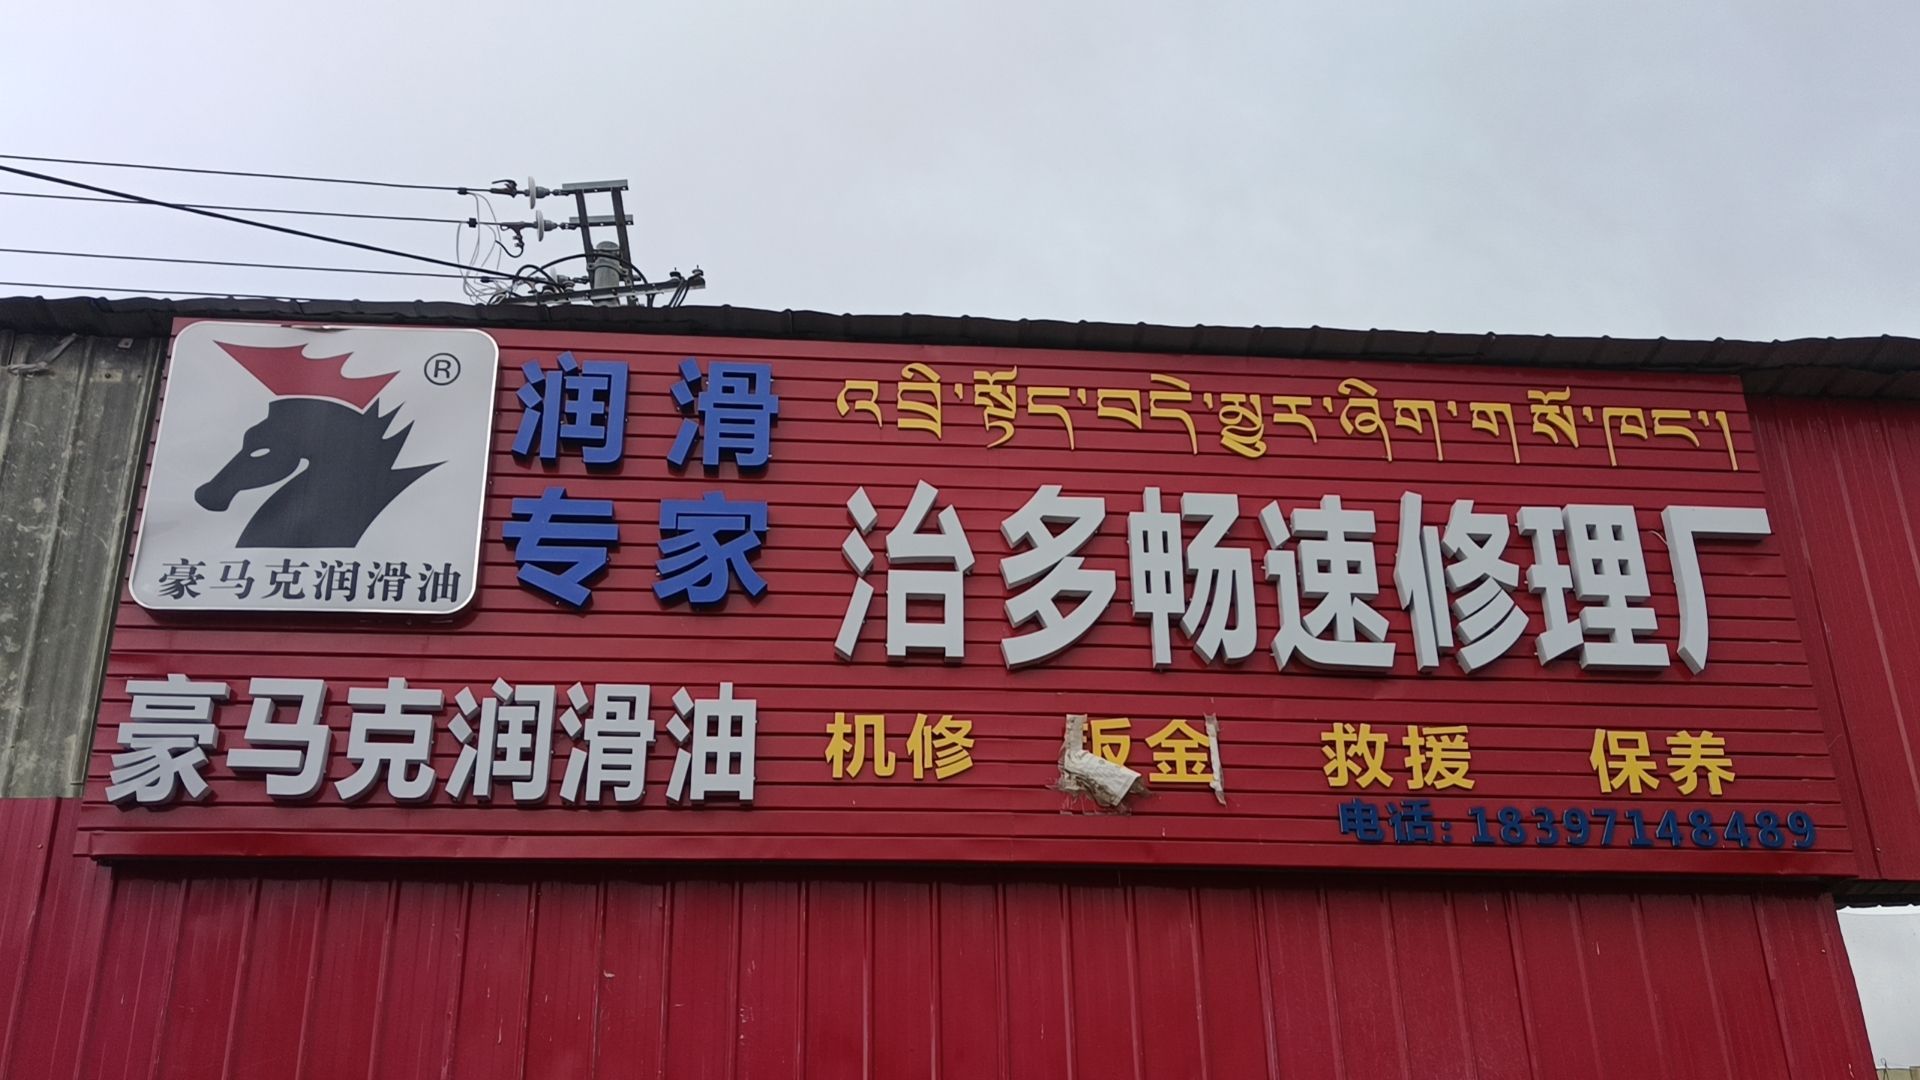 ®
豪马克润滑油
润滑
专家
豪马克润滑油
འབྲི་སྟོད་བདེ་མྱུར་ཞིག་གསོ་ཁང་།
治多畅速修理厂
机修 钣金 救援 保养
电话:18397148489